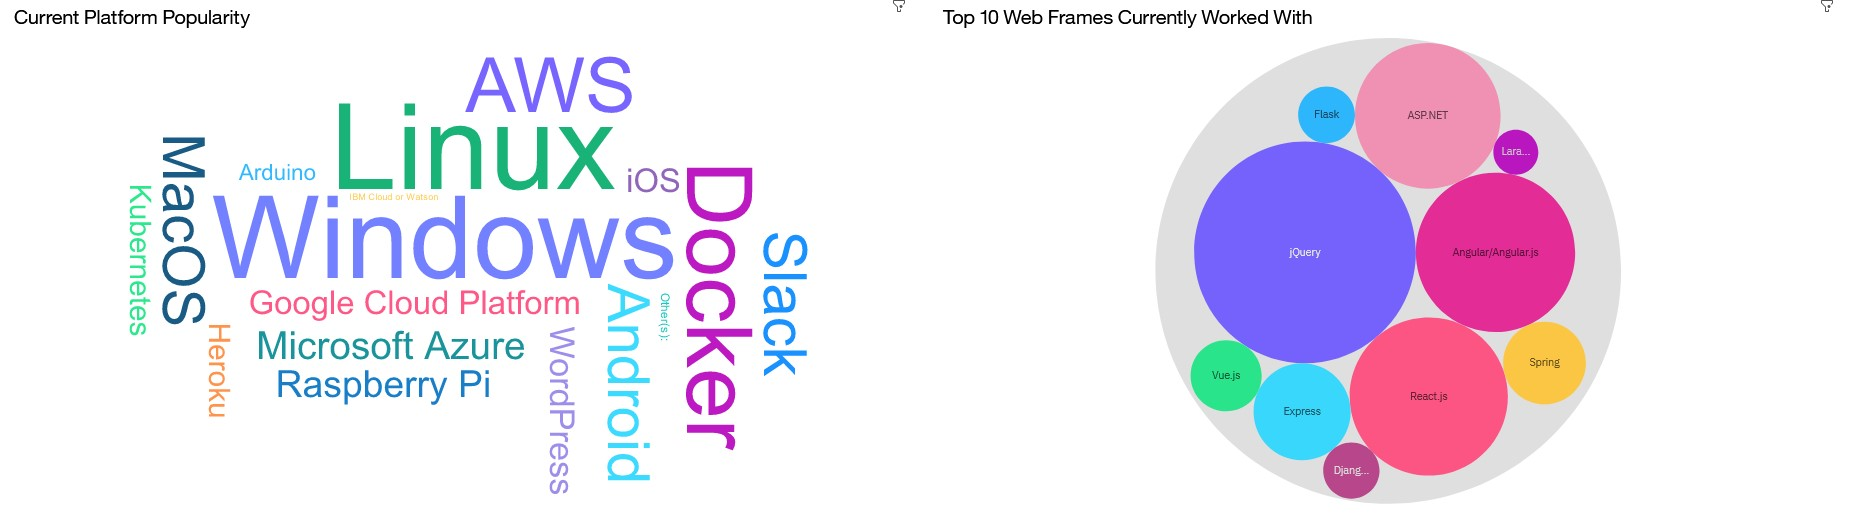 Current Platform Popularity
AWS
Linux
MacOS
Arduino
iOS
Docker
Kubernetes
IBM Cloud or Watson
Windows
Slack
Google Cloud Platform
Android
Other(s):
Heroku
Microsoft Azure
WordPress
Raspberry Pi
Top 10 Web Frames Currently Worked With
ASP.NET
Flask
Lara...
jQuery
Angular/Angular.js
Spring
Vue.js
React.js
Express
Djang...